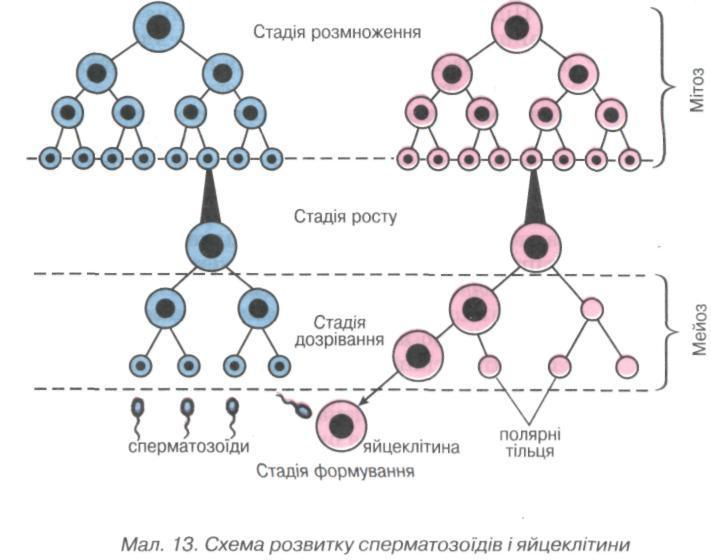 Стадія розмноження
Мітоз
Стадія росту
Стадія
дозрівання
Мейоз
сперматозоїди
яйцеклітина
полярні
тільця
Стадія формування
Мал. 13. Схема розвитку сперматозоїдів і яйцеклітини